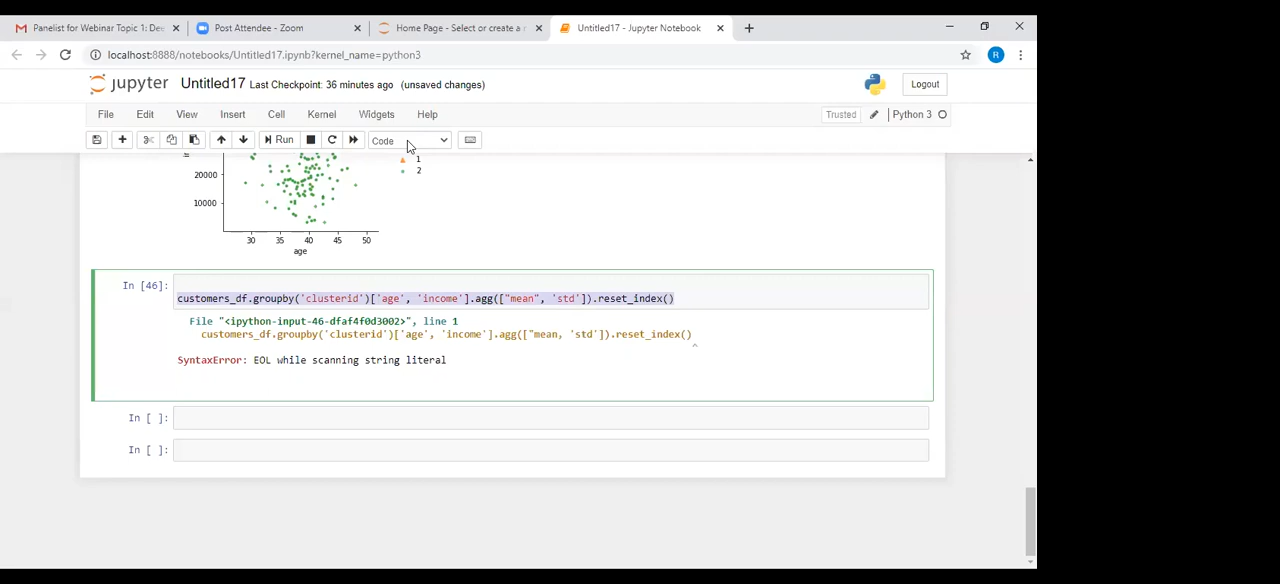 Panelist for Webinar Topic 1: De
Post Attendee - Zoom
Home Page - Select or create a n
Untitled17 - Jupyter Notebook
localhost:8888/notebooks/Untitled17.ipynb?kernel_name=python3
R
jupyter Untitled17 Last Checkpoint: 36 minutes ago (unsaved changes)
Logout
File Edit View Insert Cell Kernel Widgets Help
Trusted Python 3
Run Code
1
2
20000
10000
30 35 40 45 50
age
In [46]:
customers_df.groupby('clusterid')['age', 'income'].agg(["mean", 'std']).reset_index()
File "<ipython-input-46-dfaf4f0d3002>", line 1
customers_df.groupby('clusterid')['age', 'income'].agg(["mean, 'std']).reset_index()
^
SyntaxError: EOL while scanning string literal
In [ ]:
In [ ]: